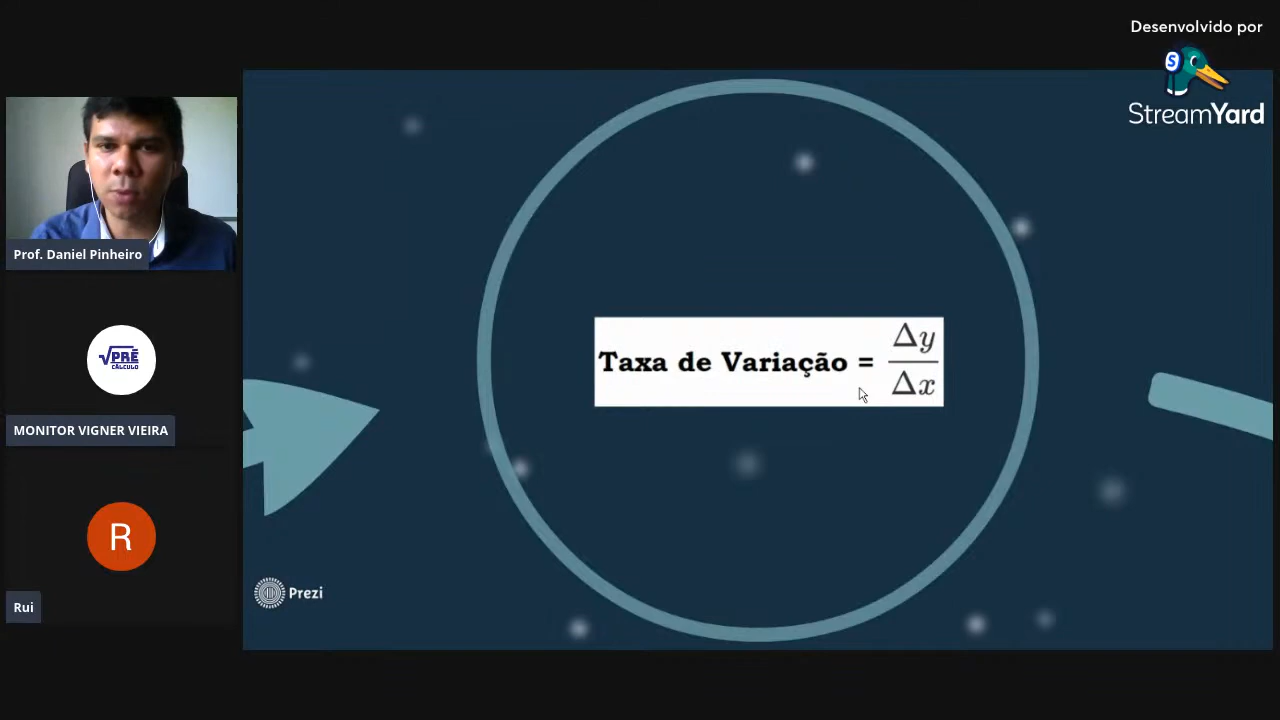 Desenvolvido por
S
StreamYard
Prof. Daniel Pinheiro
√PRÉ
CÁLCULO
MONITOR VIGNER VIEIRA
R
Rui
Taxa de Variação = Δy/Δx
Prezi